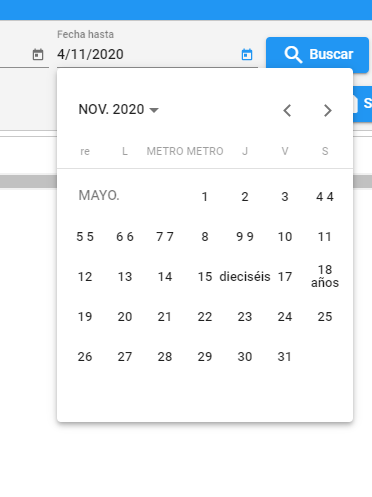 Fecha hasta
4/11/2020
Buscar
S
NOV. 2020
re L METRO METRO J V S
MAYO. 1 2 3 4 4
5 5 6 6 7 7 8 9 9 10 11
12 13 14 15 dieciséis 17 18 años
19 20 21 22 23 24 25
26 27 28 29 30 31